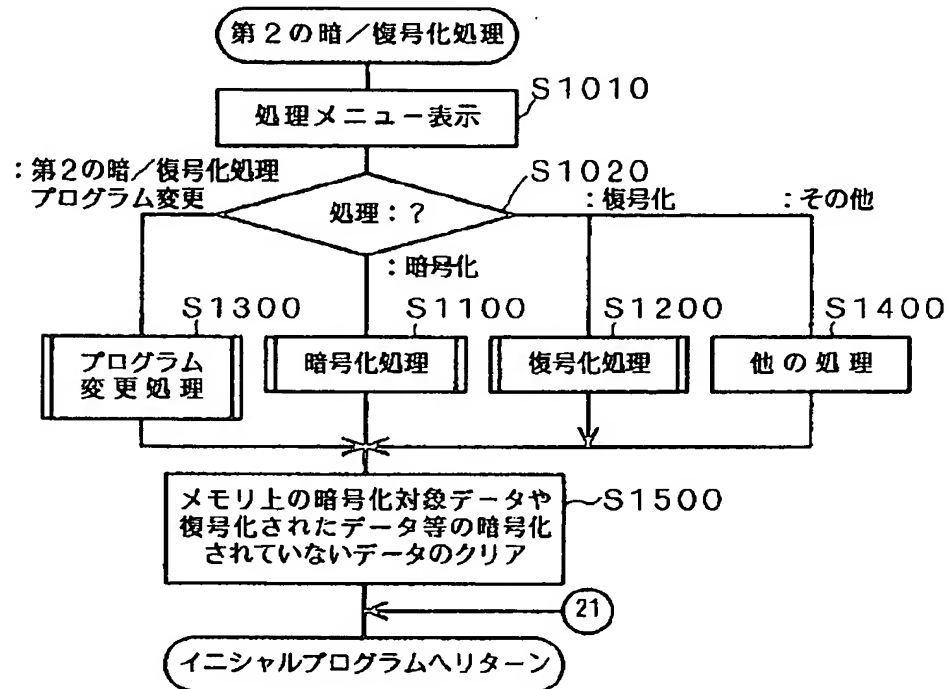 第2の暗／復号化処理
S1010
処理メニュー表示
:第2の暗／復号化処理
プログラム変更
S1020
処理:?
:復号化
:その他
:暗号化
S1300
S1100
S1200
S1400
プログラム
変更処理
暗号化処理
復号化処理
他の処理
メモリ上の暗号化対象データや
復号化されたデータ等の暗号化
されていないデータのクリア
S1500
21
イニシャルプログラムへリターン